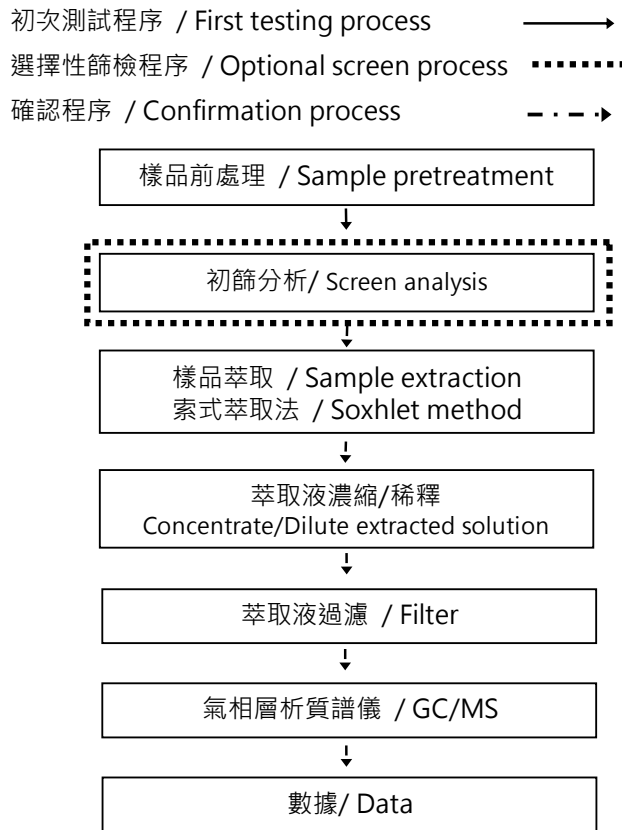 初次測試程序 / First testing process
選擇性篩檢程序 / Optional screen process
確認程序 / Confirmation process
樣品前處理 / Sample pretreatment
初篩分析/ Screen analysis
樣品萃取 / Sample extraction
索式萃取法 / Soxhlet method
萃取液濃縮/稀釋
Concentrate/Dilute extracted solution
萃取液過濾 / Filter
氣相層析質譜儀 / GC/MS
數據/ Data